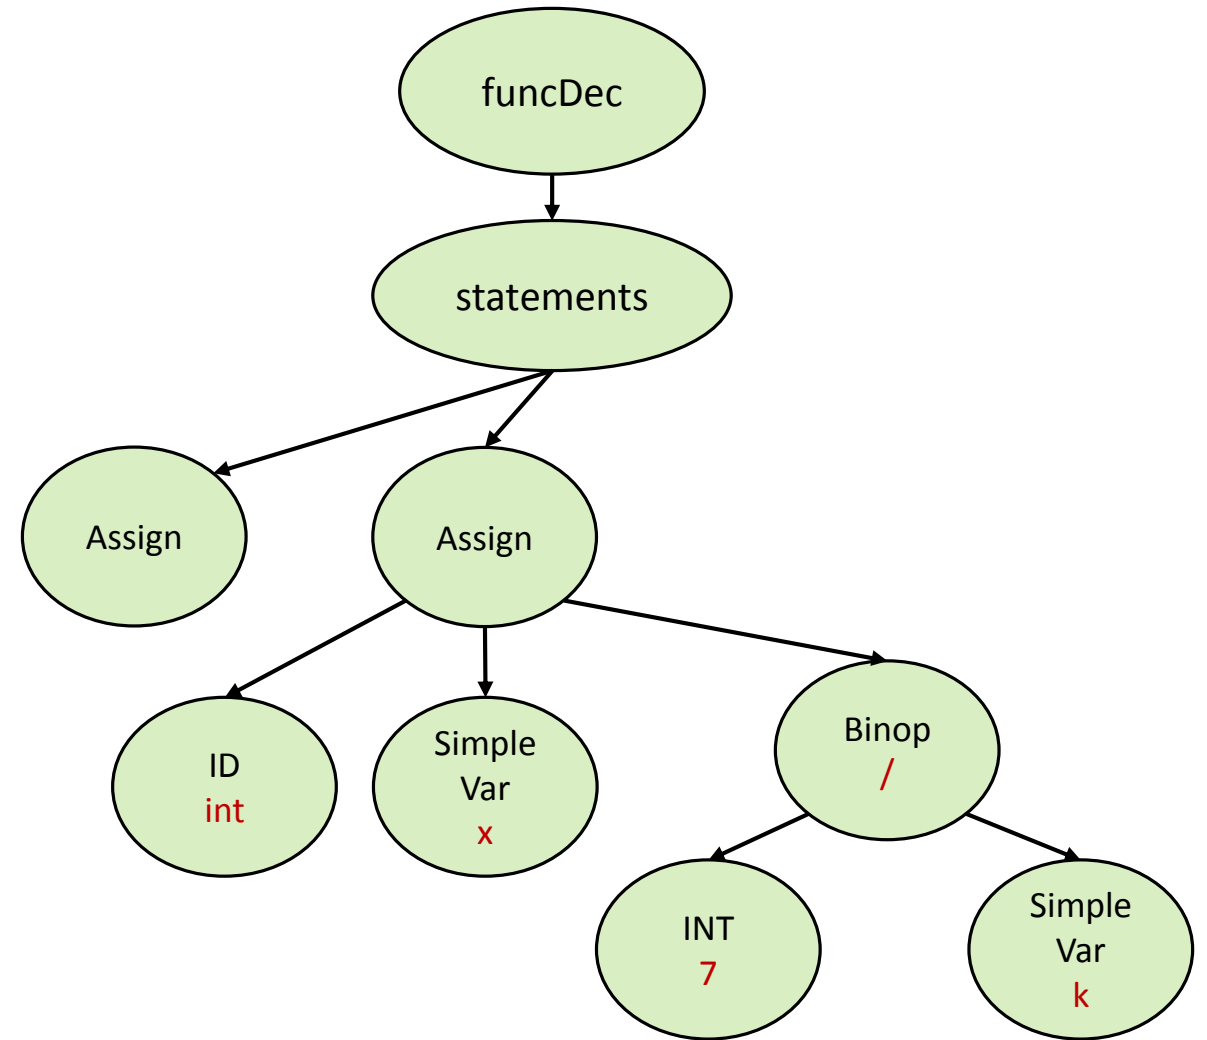 funcDec
statements
Assign
Assign
ID
int
Simple
Var
x
Binop
/
INT
7
Simple
Var
k